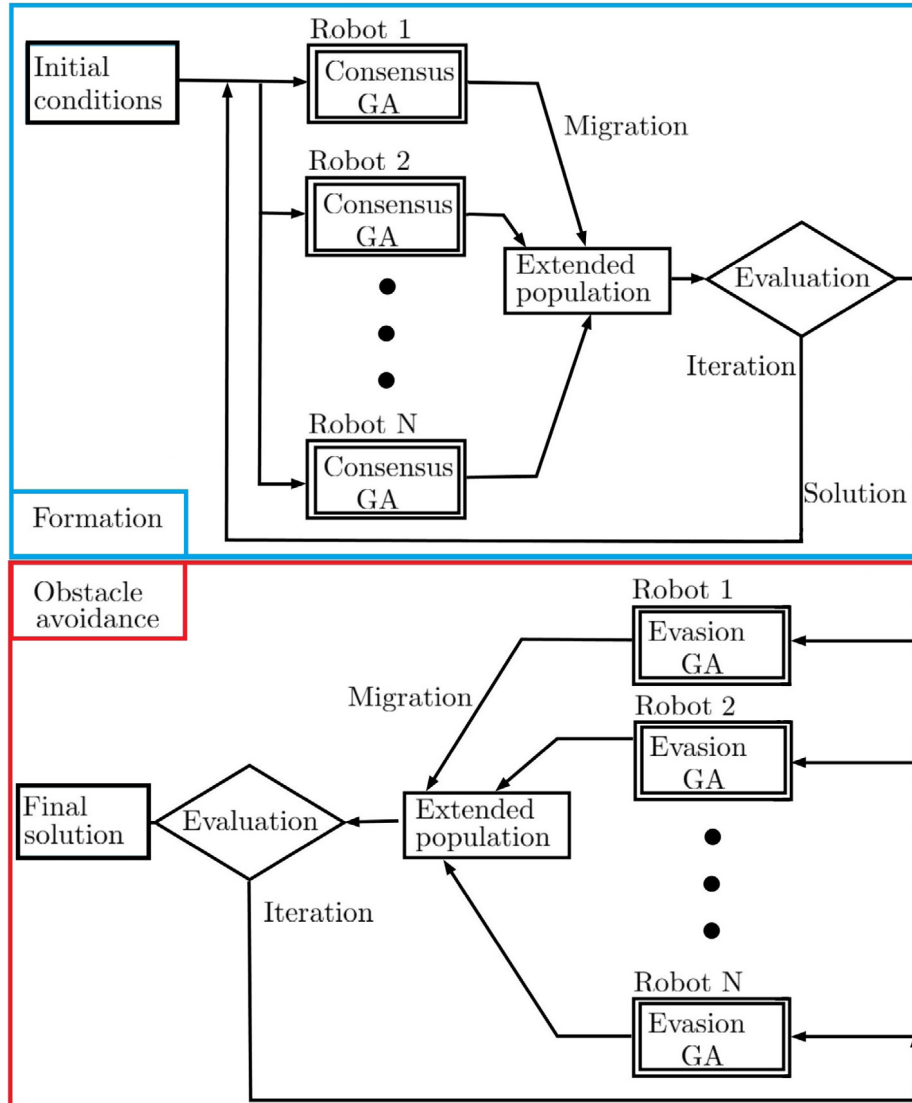 Robot 1
Initial
conditions
Consensus
GA
Migration
Robot 2
Consensus
GA
Extended
population
Evaluation
Iteration
Robot N
Consensus
GA
Solution
Formation
Obstacle
avoidance
Robot 1
Evasion
GA
Migration
Robot 2
Evasion
GA
Final
solution
Evaluation
Extended
population
Iteration
Robot N
Evasion
GA